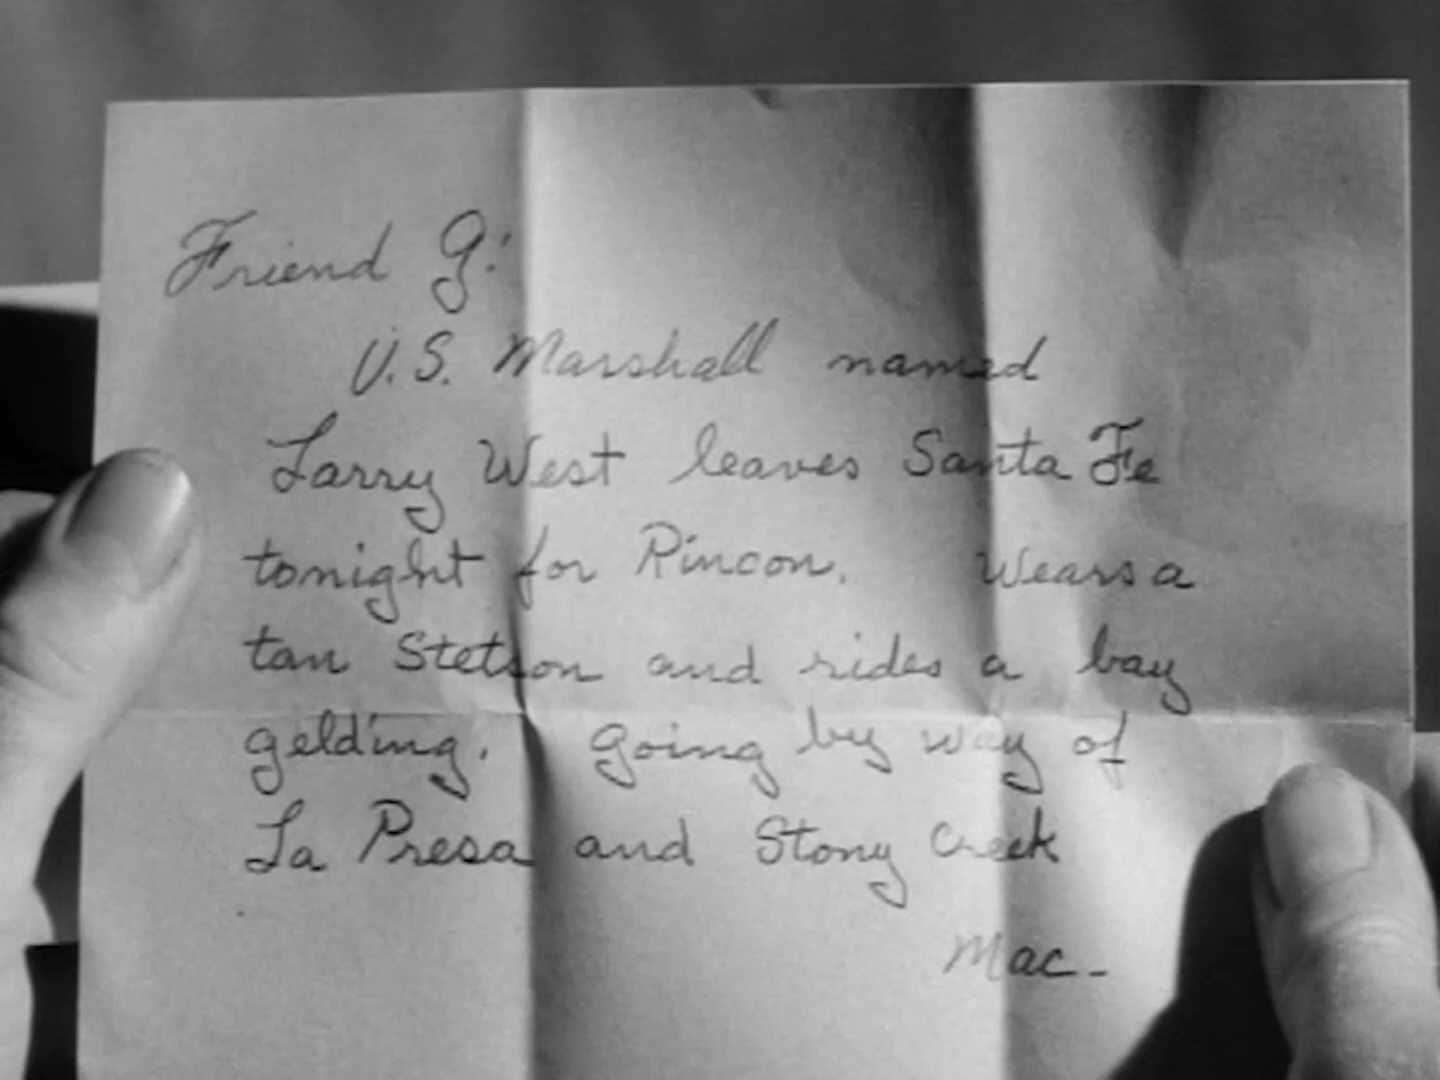 Friend G:
U.S. Marshall named
Larry West leaves Santa Fe
tonight for Rincon. Wears a
tan Stetson and rides a bay
gelding. Going by way of
La Presa and Stony Creek
Mac-